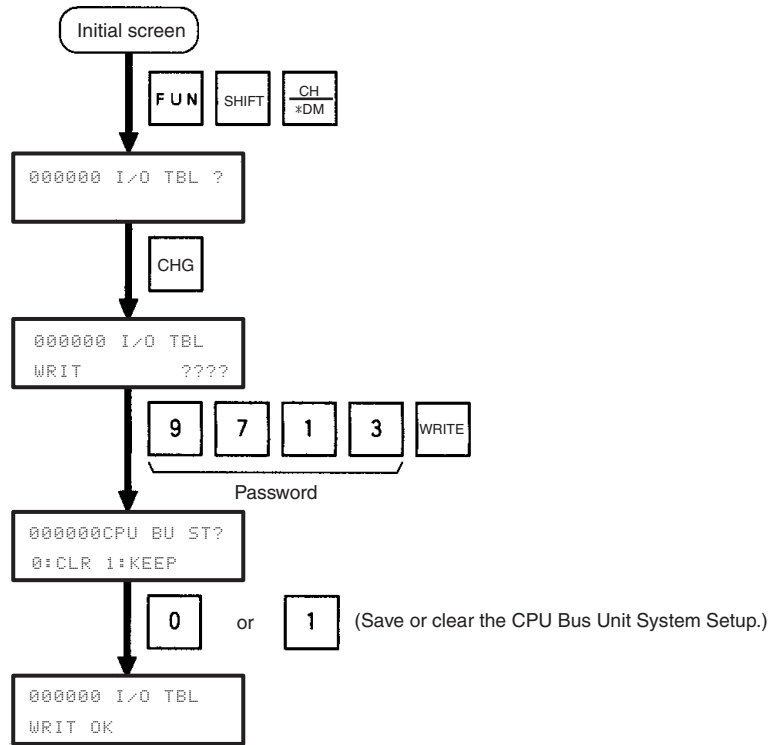 Initial screen
FUN SHIFT CH
*DM
000000 I/O TBL ?
CHG
000000 I/O TBL
WRIT ????
9 7 1 3 WRITE
Password
000000CPU BU ST?
0:CLR 1:KEEP
0 or 1 (Save or clear the CPU Bus Unit System Setup.)
000000 I/O TBL
WRIT OK